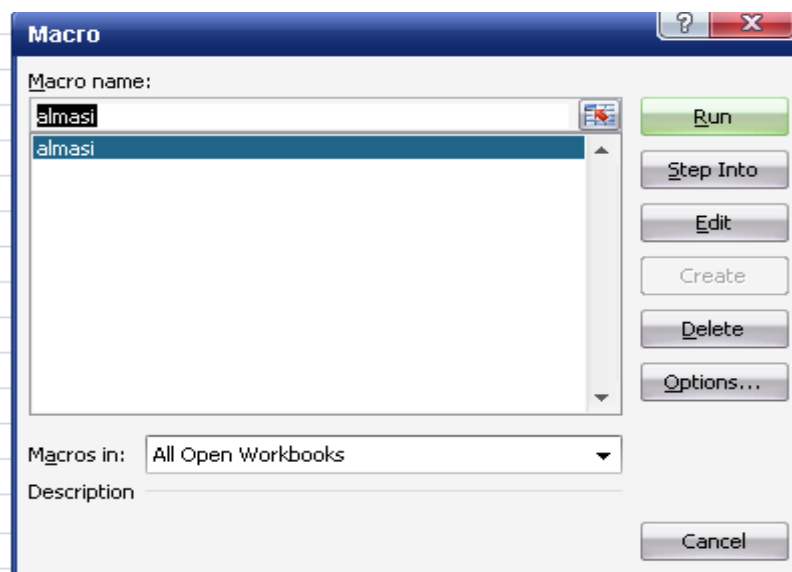 Macro
Macro name:
almasi
almasi
Run
Step Into
Edit
Create
Delete
Options...
Macros in: All Open Workbooks
Description
Cancel